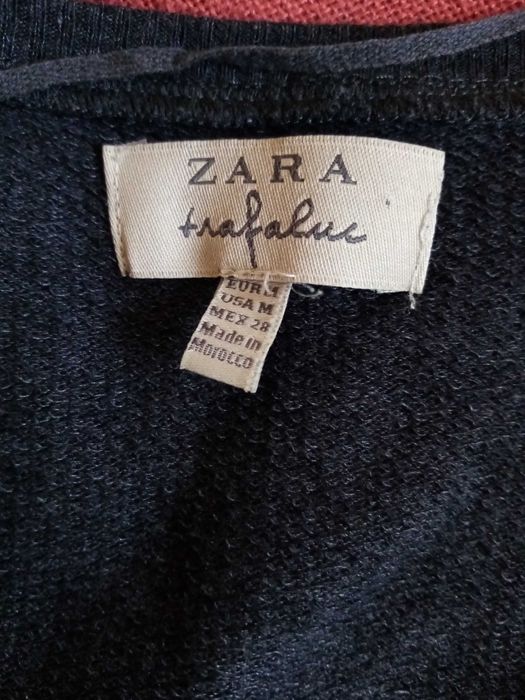 ZARA
trafaluc
EUR M
USA M
MEX 28
Made in
Morocco